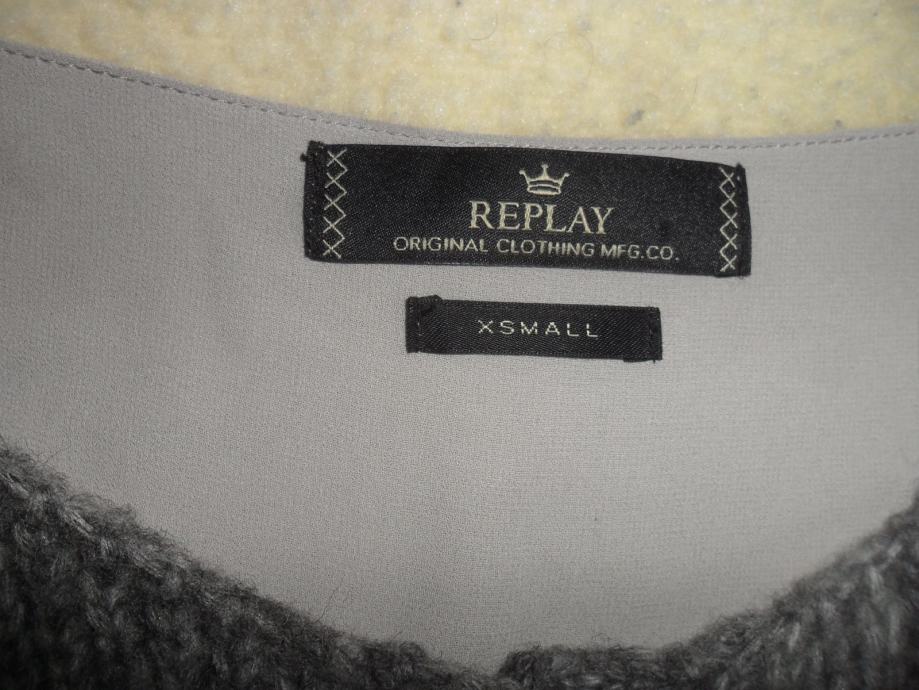 REPLAY
ORIGINAL CLOTHING MFG.CO.
XSMALL